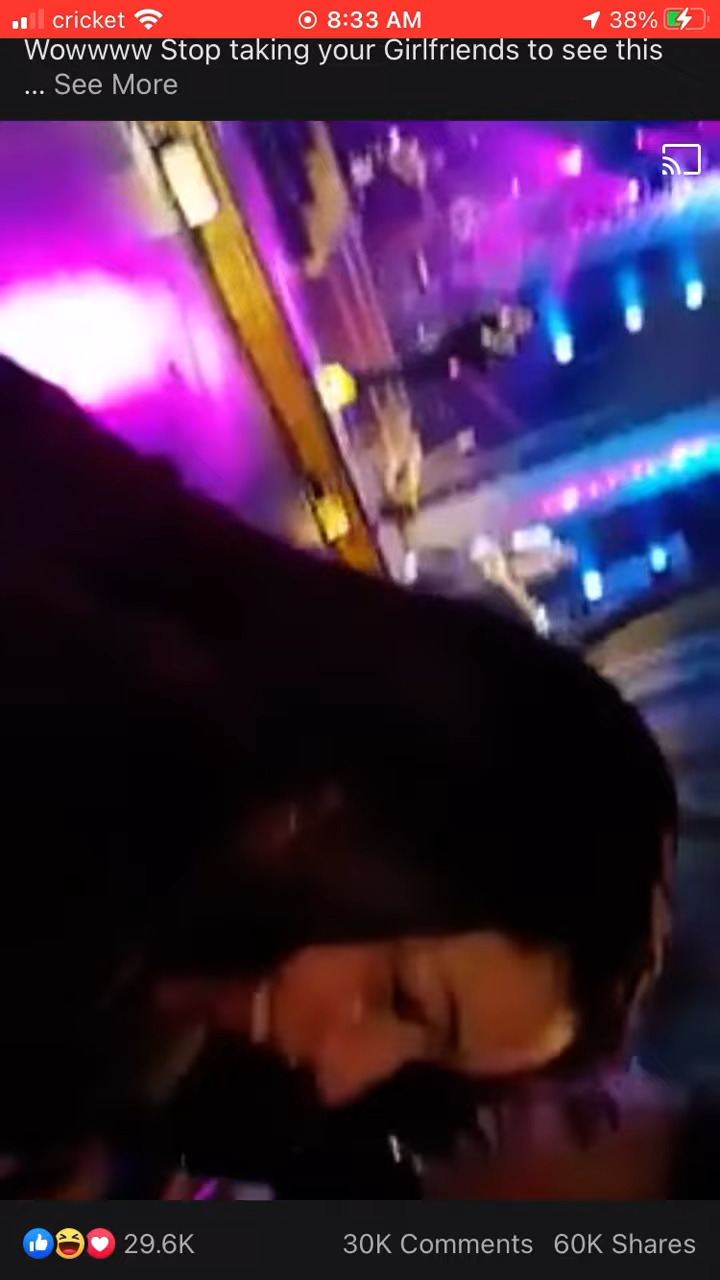 cricket 8:33 AM 38%
Wowwww Stop taking your Girlfriends to see this
... See More
29.6K 30K Comments 60K Shares